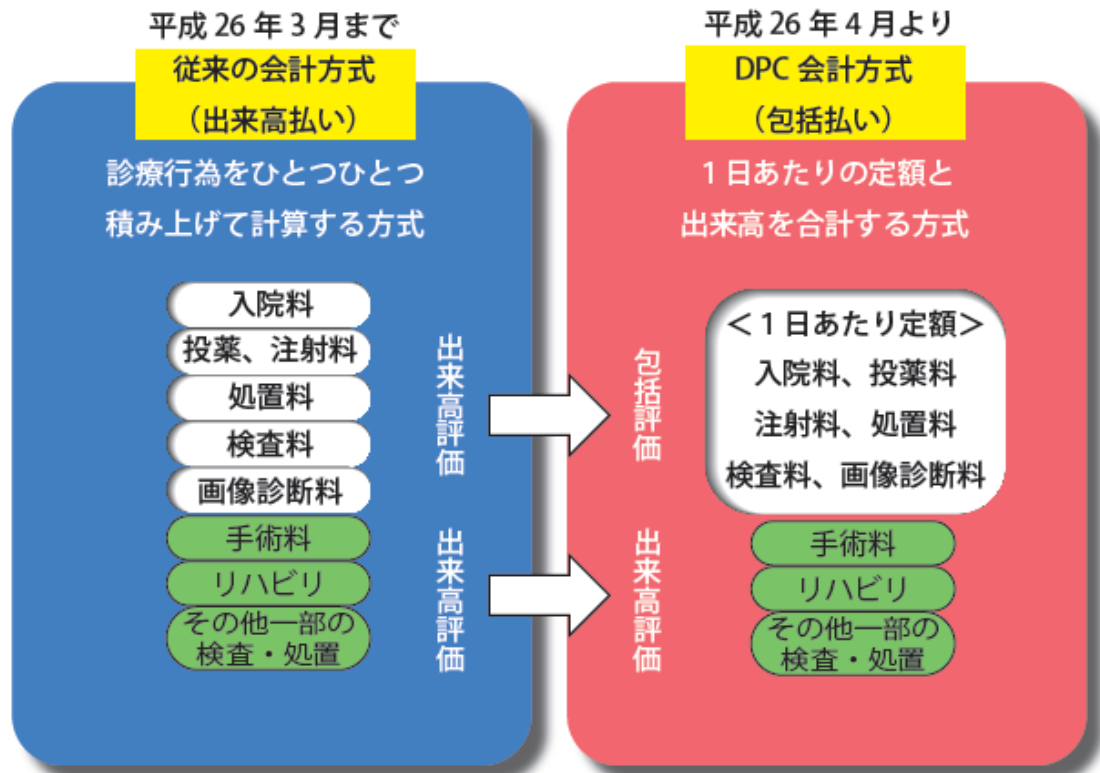 平成 26 年 3 月まで
従来の会計方式
（出来高払い）
診療行為をひとつひとつ
積み上げて計算する方式
入院料
投薬、注射料
処置料
検査料
画像診断料
出来高評価
手術料
リハビリ
その他一部の
検査・処置
出来高評価
平成 26 年 4 月より
DPC 会計方式
（包括払い）
1 日あたりの定額と
出来高を合計する方式
包括評価
＜ 1 日あたり定額＞
入院料、投薬料
注射料、処置料
検査料、画像診断料
出来高評価
手術料
リハビリ
その他一部の
検査・処置